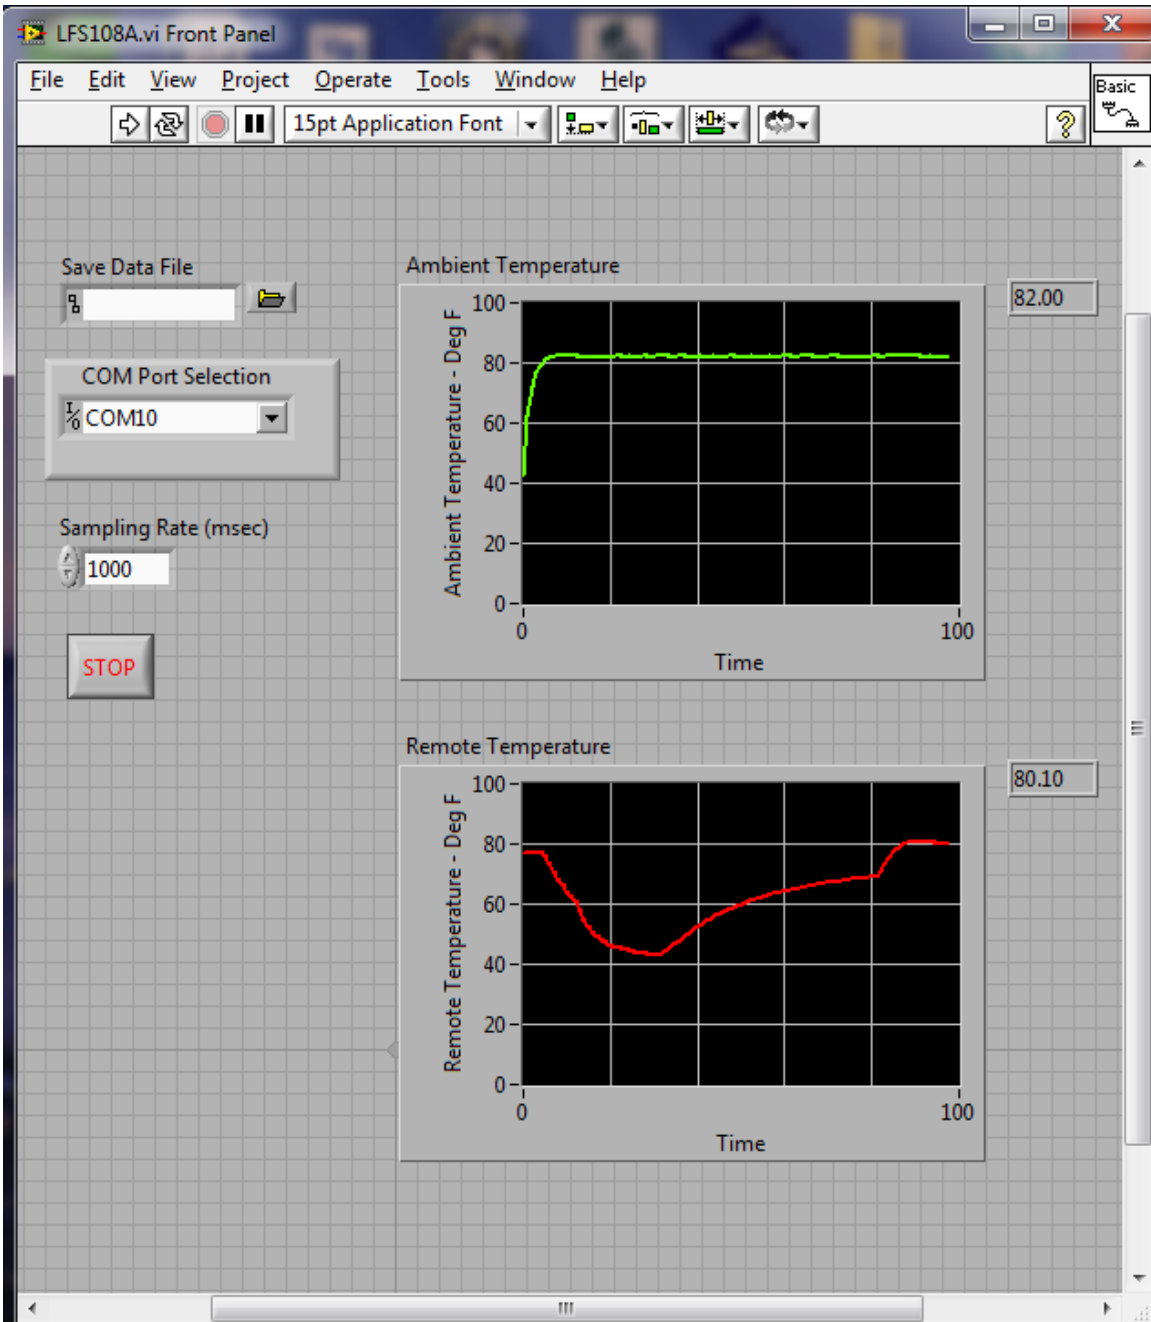 LFS108A.vi Front Panel
File Edit View Project Operate Tools Window Help
Basic
15pt Application Font
?
Save Data File
COM Port Selection
I/O COM10
Sampling Rate (msec)
1000
STOP
Ambient Temperature
82.00
Ambient Temperature - Deg F
100
80
60
40
20
0
0 100
Time
Remote Temperature
80.10
Remote Temperature - Deg F
100
80
60
40
20
0
0 100
Time